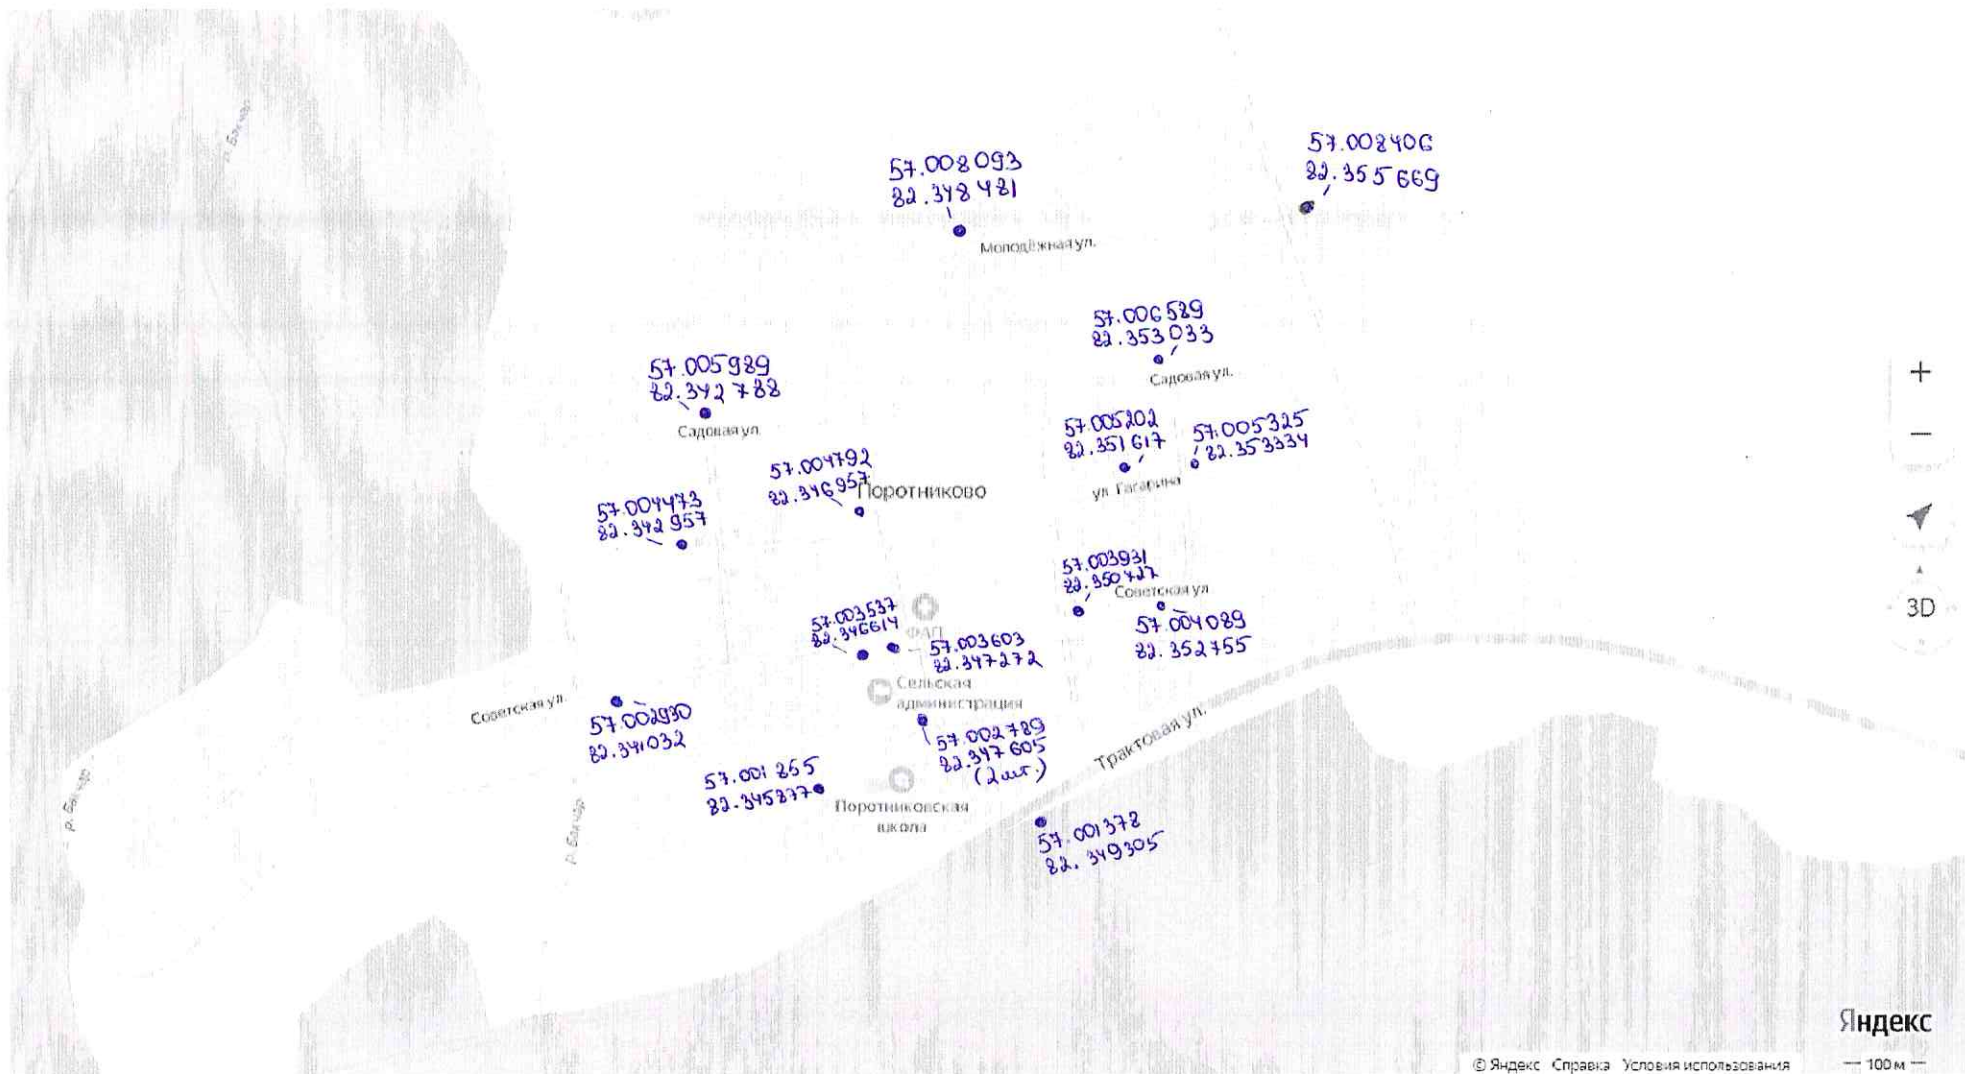 р. Бакчар
57.008093
82.348481
Молодёжная ул.
57.008406
82.355669
57.006589
82.353033
Садовая ул.
57.005989
82.342788
Садовая ул.
57.005202
82.351617
57.005325
82.353334
ул. Гагарина
57.004792
82.346957
Поротниково
57.004473
82.342957
57.003931
82.350427
Советская ул
57.004089
82.352755
57.003537
82.346614
ФАП
57.003603
82.347272
Сельская
администрация
Советская ул.
57.002930
82.341032
57.002789
82.347605
(2 шт.)
Трактовая ул.
57.001855
82.345877
Поротниковская
школа
57.001378
82.349305
р. Бакчар
р. Бакчар
+
−
3D
Яндекс
© Яндекс Справка Условия использования
100 м